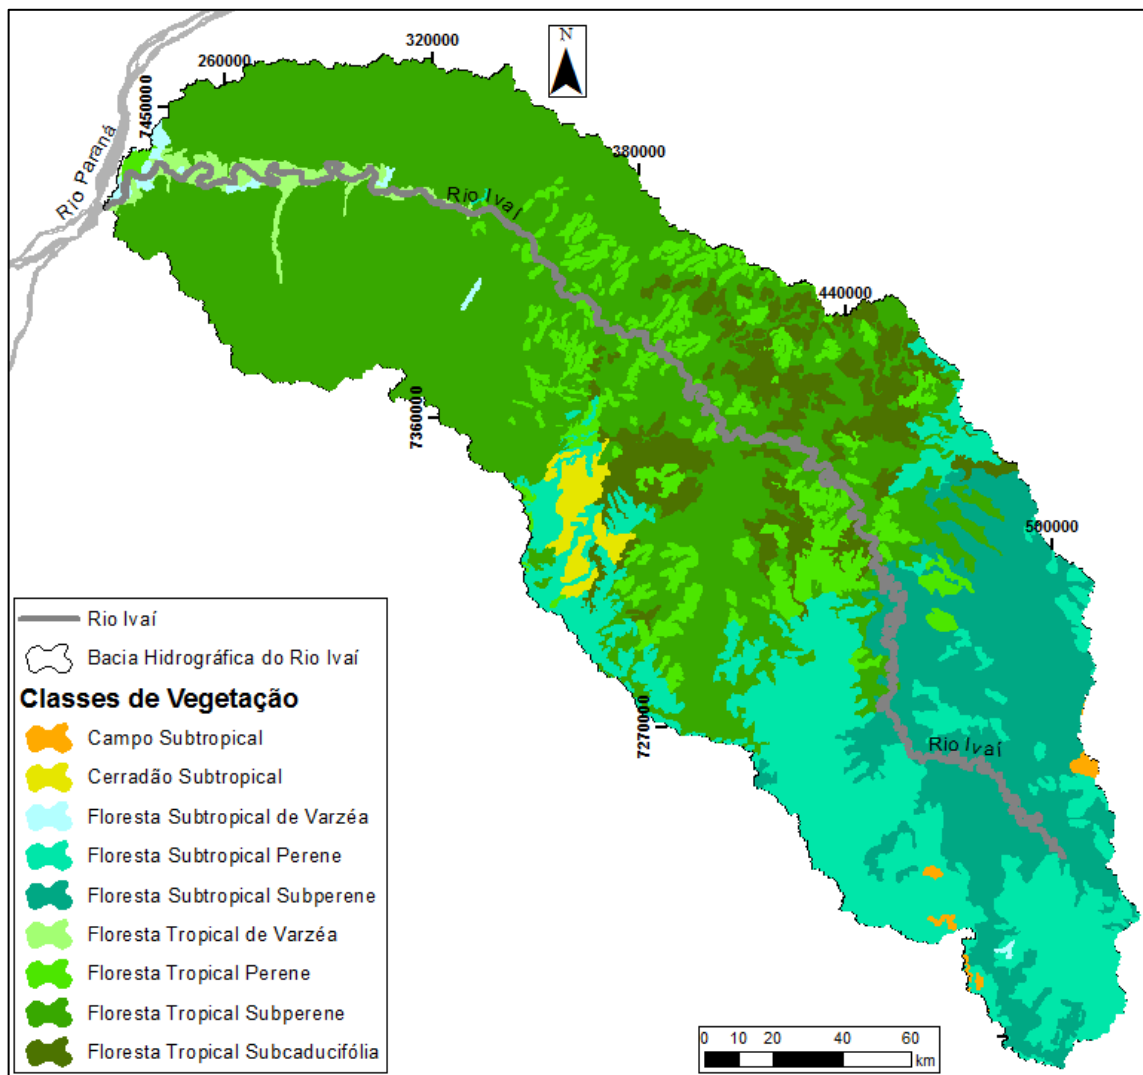 N
320000
260000
7450000
380000
Rio Paraná
Rio Ivaí
440000
7360000
500000
7270000
Rio Ivaí
Rio Ivaí
Bacia Hidrográfica do Rio Ivaí
Classes de Vegetação
Campo Subtropical
Cerradão Subtropical
Floresta Subtropical de Varzéa
Floresta Subtropical Perene
Floresta Subtropical Subperene
Floresta Tropical de Varzéa
Floresta Tropical Perene
Floresta Tropical Subperene
Floresta Tropical Subcaducifólia
0 10 20 40 60
km